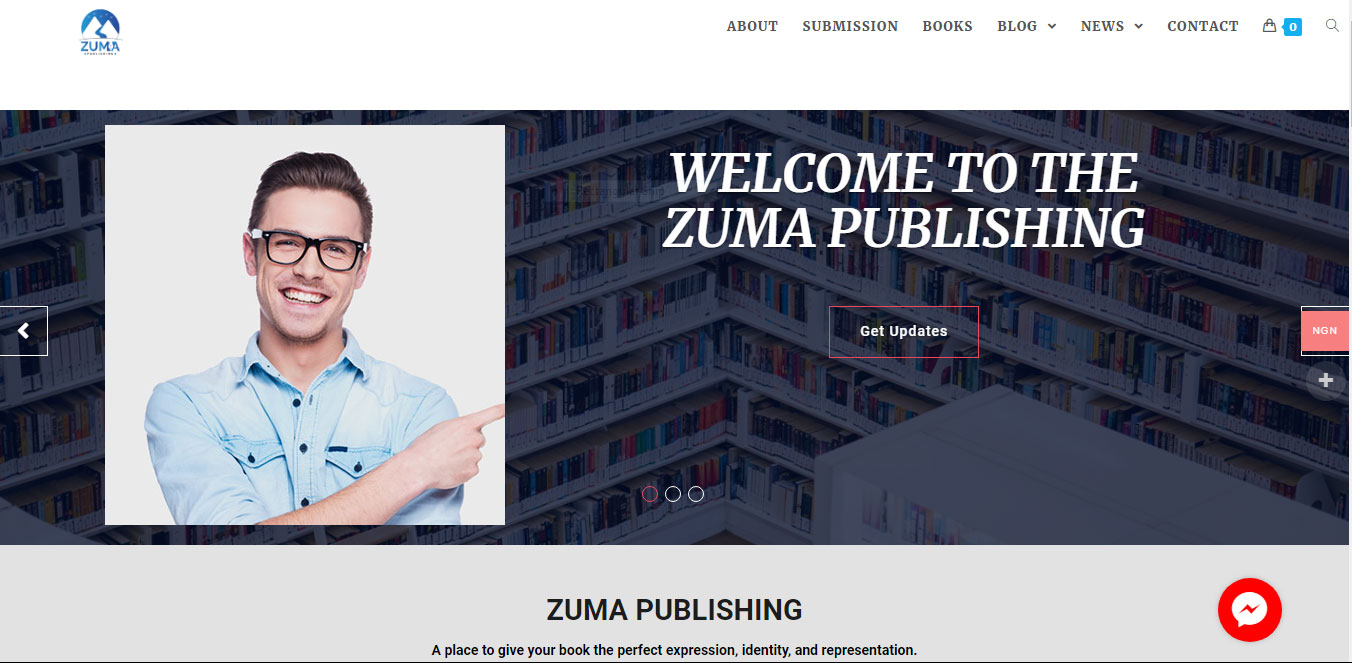 ZUMA
ABOUT
SUBMISSION
BOOKS
BLOG
NEWS
CONTACT
0
WELCOME TO THE
ZUMA PUBLISHING
Get Updates
NGN
ZUMA PUBLISHING
A place to give your book the perfect expression, identity, and representation.